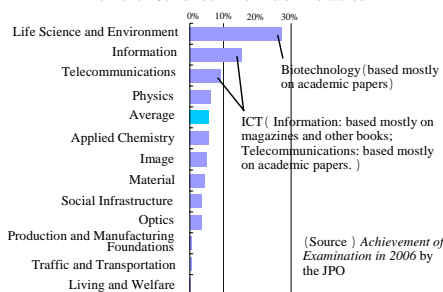 0% 10% 20% 30%
Life Science and Environment
Information
Telecommunications
Physics
Average
Applied Chemistry
Image
Material
Social Infrastructure
Optics
Production and Manufacturing
Foundations
Traffic and Transportation
Living and Welfare
Biotechnology(based mostly
on academic papers)
ICT( Information: based mostly on
magazines and other books;
Telecommunications: based mostly
on academic papers. )
(Source ) Achievement of
Examination in 2006 by
the JPO